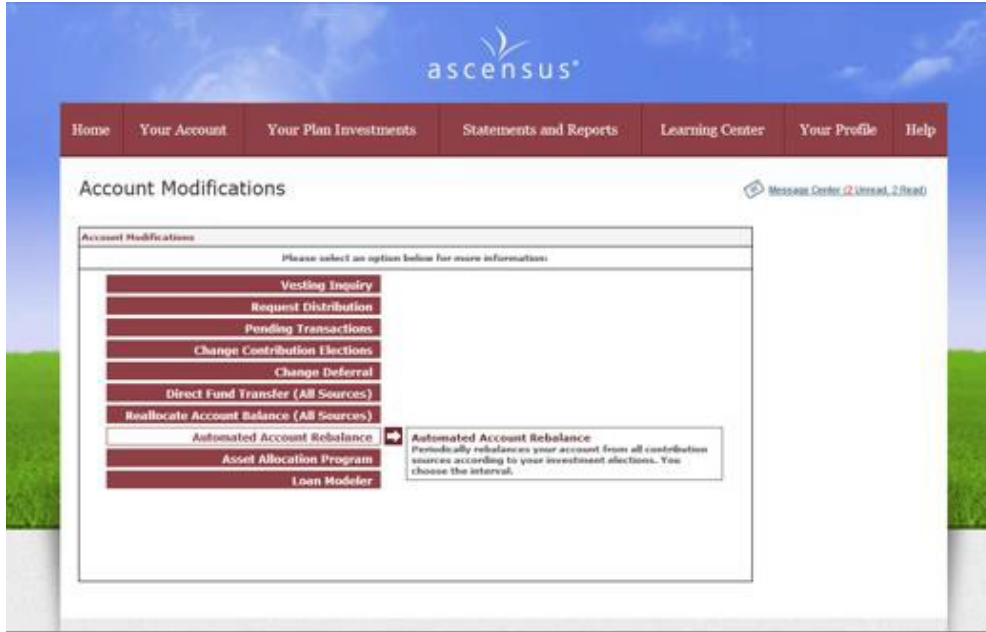 ascensus®
Home Your Account Your Plan Investments Statements and Reports Learning Center Your Profile Help
Account Modifications
Message Center (2 Unread, 2 Read)
Account Modifications
Please select an option below for more information:
Vesting Inquiry
Request Distribution
Pending Transactions
Change Contribution Elections
Change Deferral
Direct Fund Transfer (All Sources)
Reallocate Account Balance (All Sources)
Automated Account Rebalance
Automated Account Rebalance
Periodically rebalances your account from all contribution
sources according to your investment elections. You
choose the interval.
Asset Allocation Program
Loan Modeler